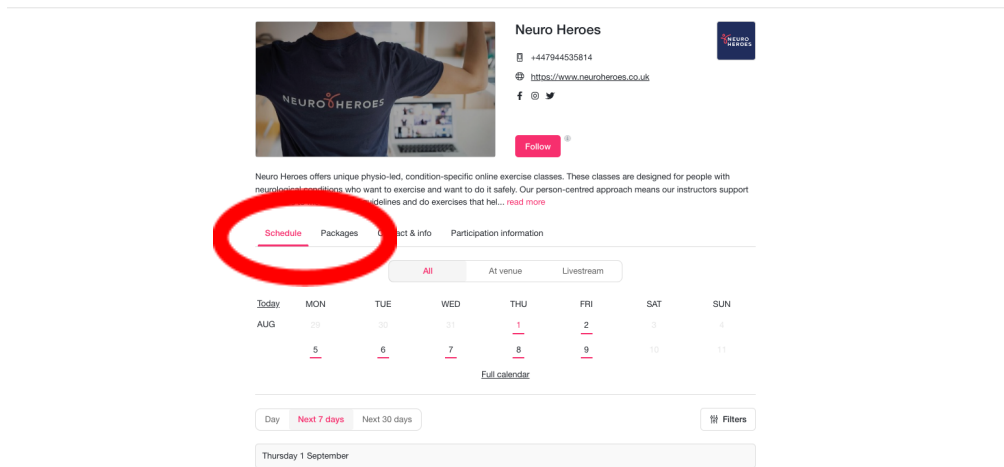 Neuro Heroes
NEURO HEROES
NEURO
HEROES
+447944535814
https://www.neuroheroes.co.uk
Follow
Neuro Heroes offers unique physio-led, condition-specific online exercise classes. These classes are designed for people with
neurological conditions who want to exercise and want to do it safely. Our person-centred approach means our instructors support
and do exercises that hel... read more
Schedule Packages & info Participation information
All At venue Livestream
Today MON TUE WED THU FRI SAT SUN
AUG 29 30 31 1 2 3 4
5 6 7 8 9 10 11
Full calendar
Day Next 7 days Next 30 days Filters
Thursday 1 September